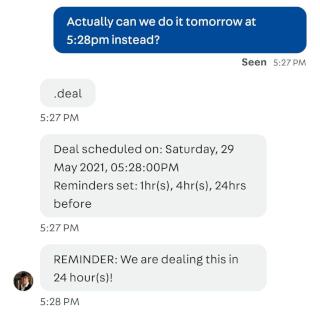 Actually can we do it tomorrow at
5:28pm instead?
Seen 5:27 PM
.deal
5:27 PM
Deal scheduled on: Saturday, 29
May 2021, 05:28:00PM
Reminders set: 1hr(s), 4hr(s), 24hrs
before
5:27 PM
REMINDER: We are dealing this in
24 hour(s)!
5:28 PM